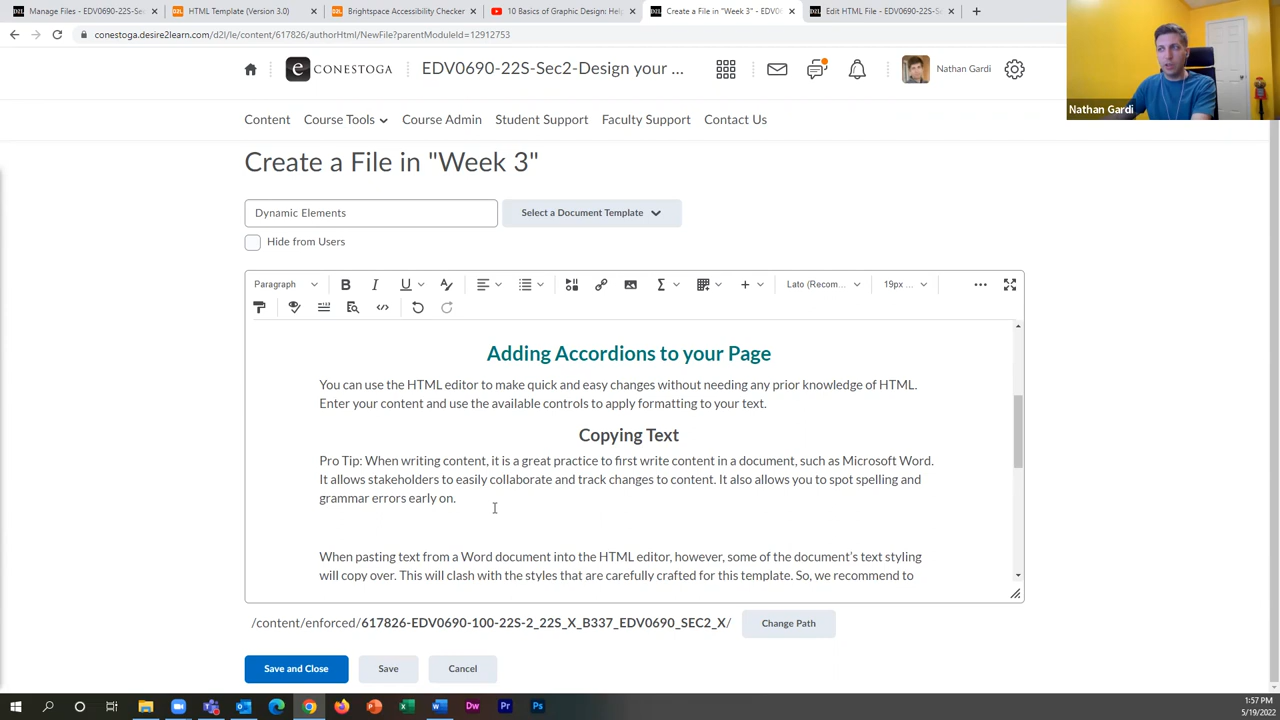 Manage Files - EDV0690-22S-Sec
HTML Template (Version 3.0)
Brightspace Accessibility Checker
10 Basics of Graphic Design: Hel
Create a File in "Week 3" - EDV0
Edit HTML File - EDV0690-22S-Sec
conestoga.desire2learn.com/d2l/le/content/617826/authorHtml/NewFile?parentModuleId=12912753
CONESTOGA
EDV0690-22S-Sec2-Design your ...
Nathan Gardi
Nathan Gardi
Content
Course Tools
Course Admin
Student Support
Faculty Support
Contact Us
Create a File in "Week 3"
Dynamic Elements
Select a Document Template
Hide from Users
Paragraph
Lato (Recom...
19px ...
Adding Accordions to your Page
You can use the HTML editor to make quick and easy changes without needing any prior knowledge of HTML.
Enter your content and use the available controls to apply formatting to your text.
Copying Text
Pro Tip: When writing content, it is a great practice to first write content in a document, such as Microsoft Word.
It allows stakeholders to easily collaborate and track changes to content. It also allows you to spot spelling and
grammar errors early on.
When pasting text from a Word document into the HTML editor, however, some of the document's text styling
will copy over. This will clash with the styles that are carefully crafted for this template. So, we recommend to
/content/enforced/617826-EDV0690-100-22S-2_22S_X_B337_EDV0690_SEC2_X/
Change Path
Save and Close
Save
Cancel
1:57 PM
5/19/2022